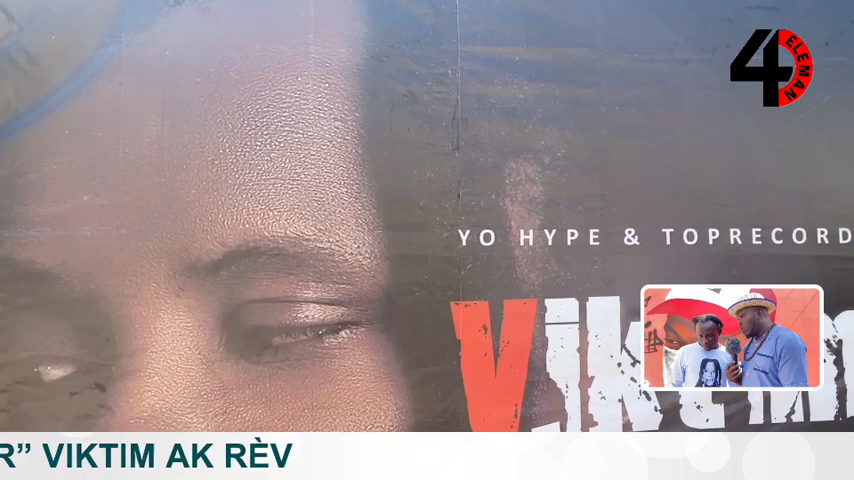 4 ELEMAN
YO HYPE & TOPRECORD
R” VIKTIM AK RÈV